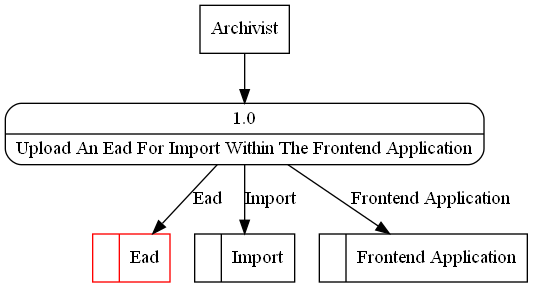 Archivist
1.0
Upload An Ead For Import Within The Frontend Application
Ead
Import
Frontend Application
Ead
Import
Frontend Application